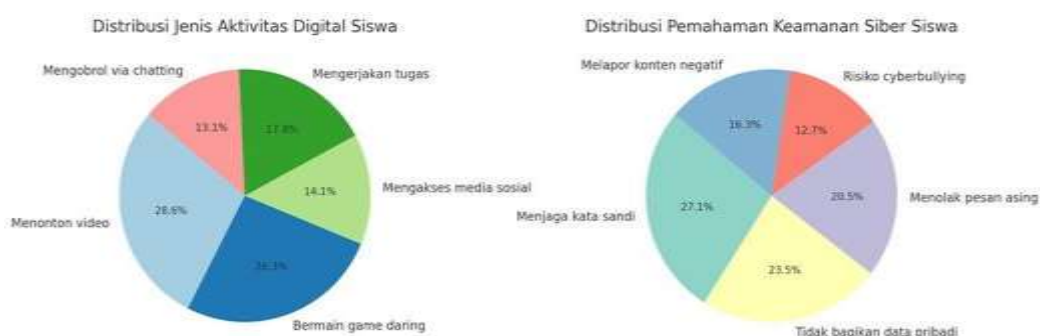 Distribusi Jenis Aktivitas Digital Siswa
Mengobrol via chatting
Mengerjakan tugas
13.1%
17.8%
14.1%
Mengakses media sosial
Menonton video
28.6%
26.3%
Bermain game daring
Distribusi Pemahaman Keamanan Siber Siswa
Melapor konten negatif
Risiko cyberbullying
16.3%
12.7%
20.5%
Menolak pesan asing
Menjaga kata sandi
27.1%
23.5%
Tidak bagikan data pribadi